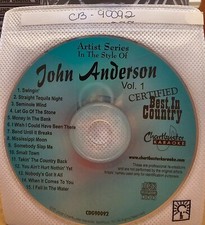 CB-90092
Artist Series
In The Style Of
John Anderson
Vol. 1
CERTIFIED
Best In
Country
Chartbuster
KARAOKE
www.chartbusterkaraoke.com
1. Swingin'
2. Straight Tequila Night
3. Seminole Wind
4. Let Go Of The Stone
5. Money In The Bank
6. I Wish I Could Have Been There
7. Bend Until It Breaks
8. Mississippi Moon
9. Somebody Slap Me
10. Small Town
11. Takin' The Country Back
12. You Ain't Hurt Nothin' Yet
13. Nobody's Got It All
14. When It Comes To You
15. I Fell In The Water
CDG90092